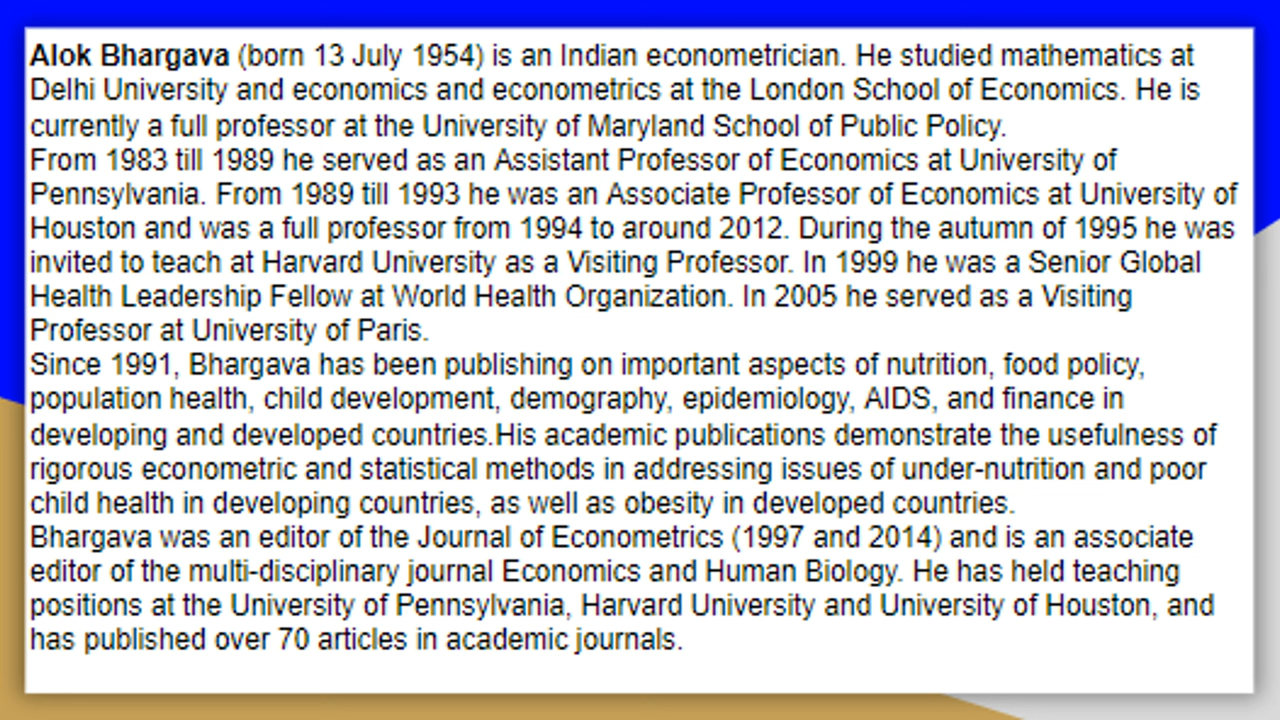 Alok Bhargava (born 13 July 1954) is an Indian econometrician. He studied mathematics at
Delhi University and economics and econometrics at the London School of Economics. He is
currently a full professor at the University of Maryland School of Public Policy.
From 1983 till 1989 he served as an Assistant Professor of Economics at University of
Pennsylvania. From 1989 till 1993 he was an Associate Professor of Economics at University of
Houston and was a full professor from 1994 to around 2012. During the autumn of 1995 he was
invited to teach at Harvard University as a Visiting Professor. In 1999 he was a Senior Global
Health Leadership Fellow at World Health Organization. In 2005 he served as a Visiting
Professor at University of Paris.
Since 1991, Bhargava has been publishing on important aspects of nutrition, food policy,
population health, child development, demography, epidemiology, AIDS, and finance in
developing and developed countries.His academic publications demonstrate the usefulness of
rigorous econometric and statistical methods in addressing issues of under-nutrition and poor
child health in developing countries, as well as obesity in developed countries.
Bhargava was an editor of the Journal of Econometrics (1997 and 2014) and is an associate
editor of the multi-disciplinary journal Economics and Human Biology. He has held teaching
positions at the University of Pennsylvania, Harvard University and University of Houston, and
has published over 70 articles in academic journals.